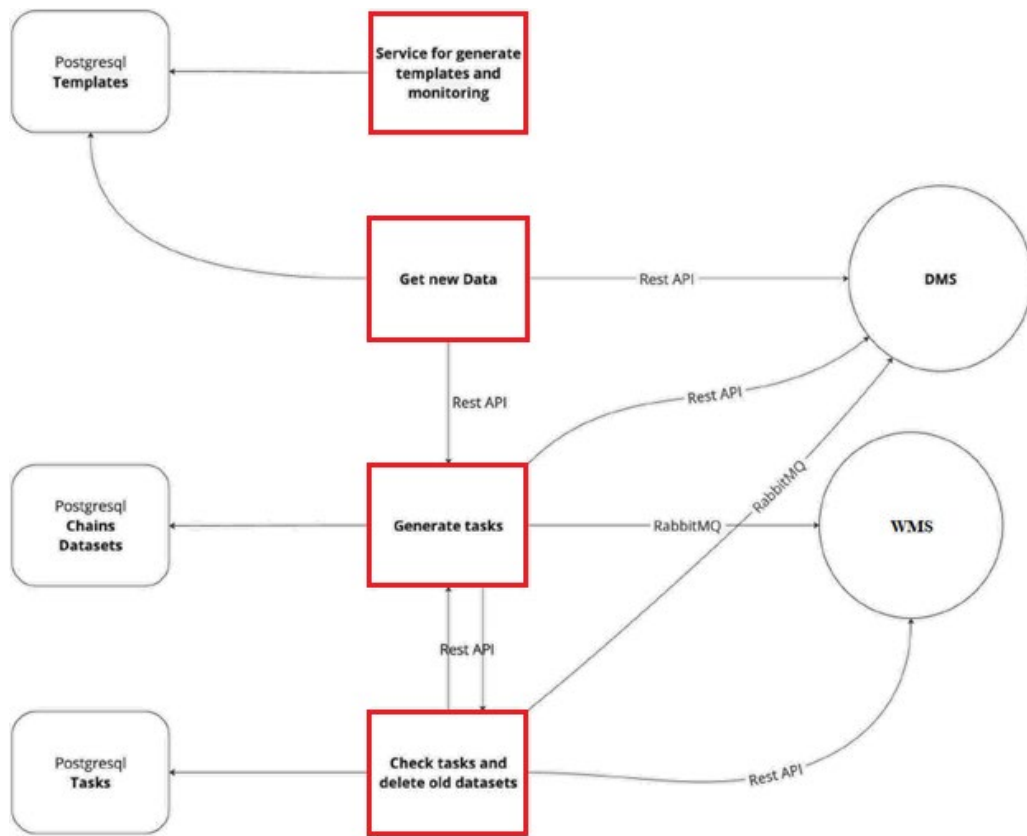 Postgresql
Templates
Service for generate
templates and
monitoring
Get new Data
Rest API
DMS
Rest API
Rest API
Postgresql
Chains
Datasets
Generate tasks
RabbitMQ
RabbitMQ
WMS
Rest API
Postgresql
Tasks
Check tasks and
delete old datasets
Rest API